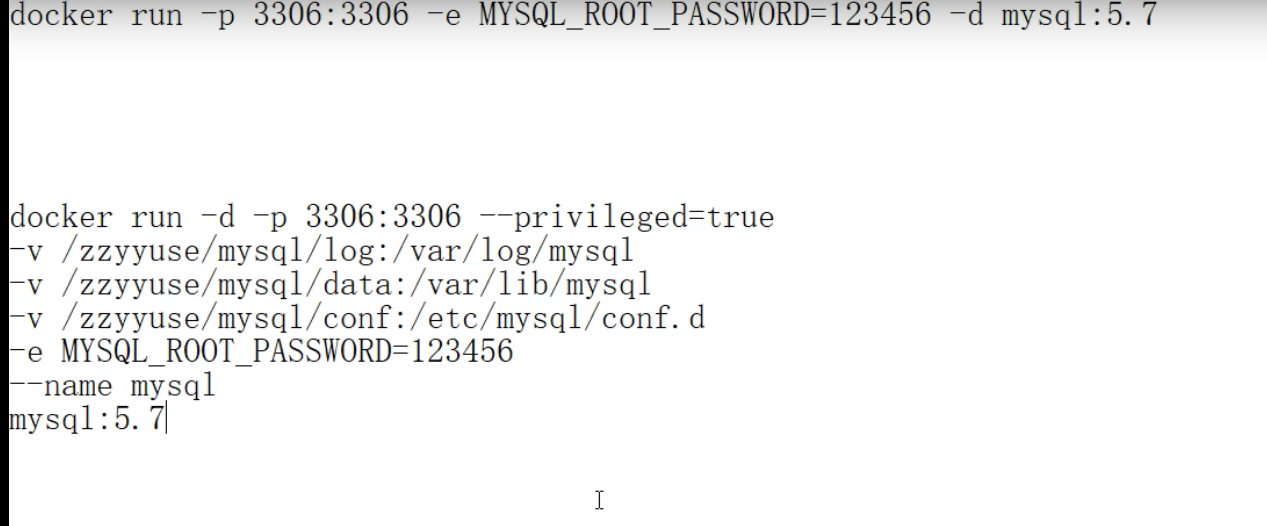 docker run -p 3306:3306 -e MYSQL_ROOT_PASSWORD=123456 -d mysql:5.7
docker run -d -p 3306:3306 --privileged=true
-v /zzyyuse/mysql/log:/var/log/mysql
-v /zzyyuse/mysql/data:/var/lib/mysql
-v /zzyyuse/mysql/conf:/etc/mysql/conf.d
-e MYSQL_ROOT_PASSWORD=123456
--name mysql
mysql:5.7